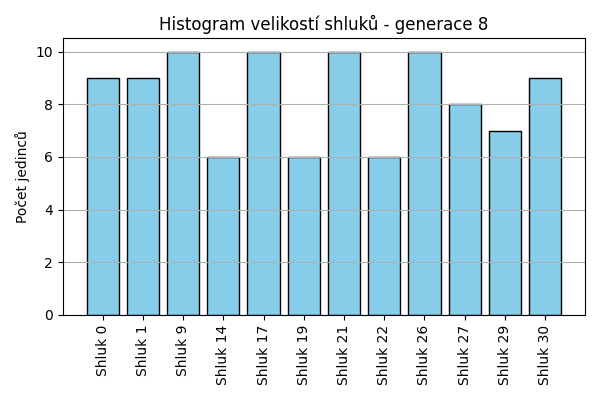 Histogram velikostí shluků - generace 8
Počet jedinců
10
8
6
4
2
0
Shluk 0
Shluk 1
Shluk 9
Shluk 14
Shluk 17
Shluk 19
Shluk 21
Shluk 22
Shluk 26
Shluk 27
Shluk 29
Shluk 30